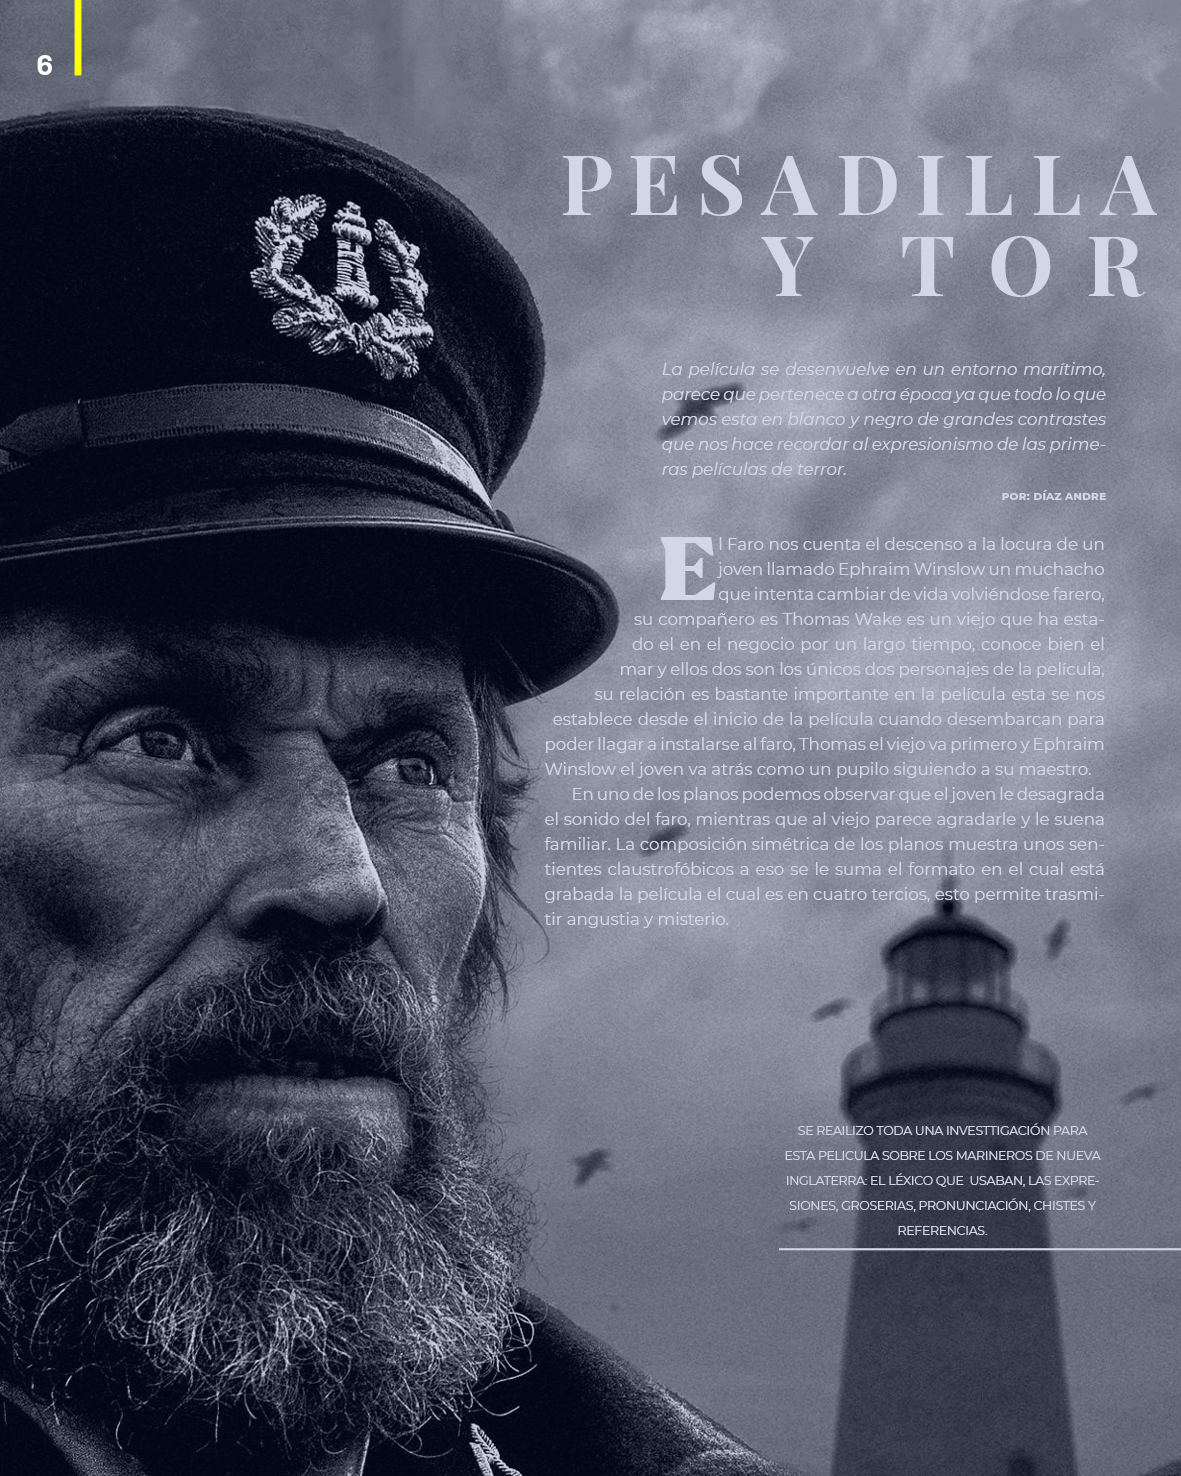 6
PESADILLA
Y TOR
La película se desenvuelve en un entorno marítimo,
parece que pertenece a otra época ya que todo lo que
vemos esta en blanco y negro de grandes contrastes
que nos hace recordar al expresionismo de las prime-
ras películas de terror.
POR: DÍAZ ANDRE
El Faro nos cuenta el descenso a la locura de un
joven llamado Ephraim Winslow un muchacho
que intenta cambiar de vida volviéndose farero,
su compañero es Thomas Wake es un viejo que ha esta-
do el en el negocio por un largo tiempo, conoce bien el
mar y ellos dos son los únicos dos personajes de la película,
su relación es bastante importante en la película esta se nos
establece desde el inicio de la película cuando desembarcan para
poder llagar a instalarse al faro, Thomas el viejo va primero y Ephraim
Winslow el joven va atrás como un pupilo siguiendo a su maestro.
En uno de los planos podemos observar que el joven le desagrada
el sonido del faro, mientras que al viejo parece agradarle y le suena
familiar. La composición simétrica de los planos muestra unos sen-
tientes claustrofóbicos a eso se le suma el formato en el cual está
grabada la película el cual es en cuatro tercios, esto permite trasmi-
tir angustia y misterio.
SE REAILIZO TODA UNA INVESTTIGACIÓN PARA
ESTA PELICULA SOBRE LOS MARINEROS DE NUEVA
INGLATERRA: EL LÉXICO QUE USABAN, LAS EXPRE-
SIONES, GROSERIAS, PRONUNCIACIÓN, CHISTES Y
REFERENCIAS.